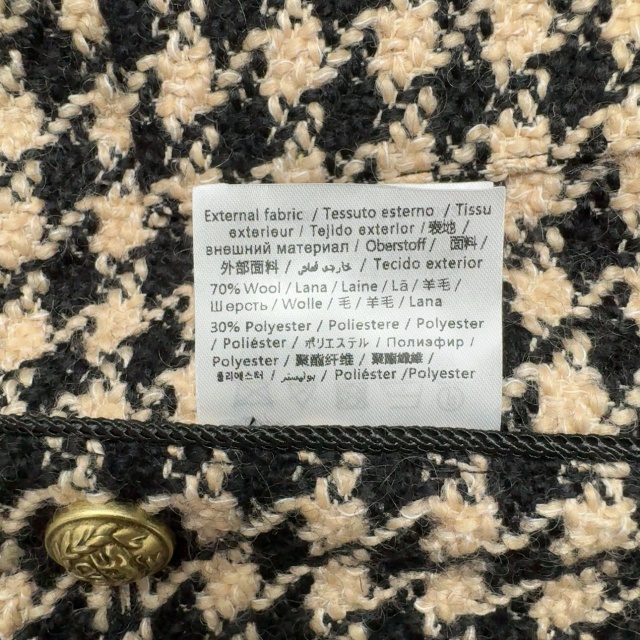 External fabric / Tessuto esterno / Tissu
exterieur / Tejido exterior / 表地 /
внешний материал / Oberstoff / 面料 /
外部面料 / خارجه قماش / Tecido exterior
70% Wool / Lana / Laine / Lã / 羊毛 /
Шерсть / Wolle / 毛 / 羊毛 / Lana
30% Polyester / Poliestere / Polyester
/ Poliéster / ポリエステル / Полиэфир /
Polyester / 聚酯纤维 / 聚酯纖維 /
폴리에스터 / بوليستر / Poliéster /Polyester